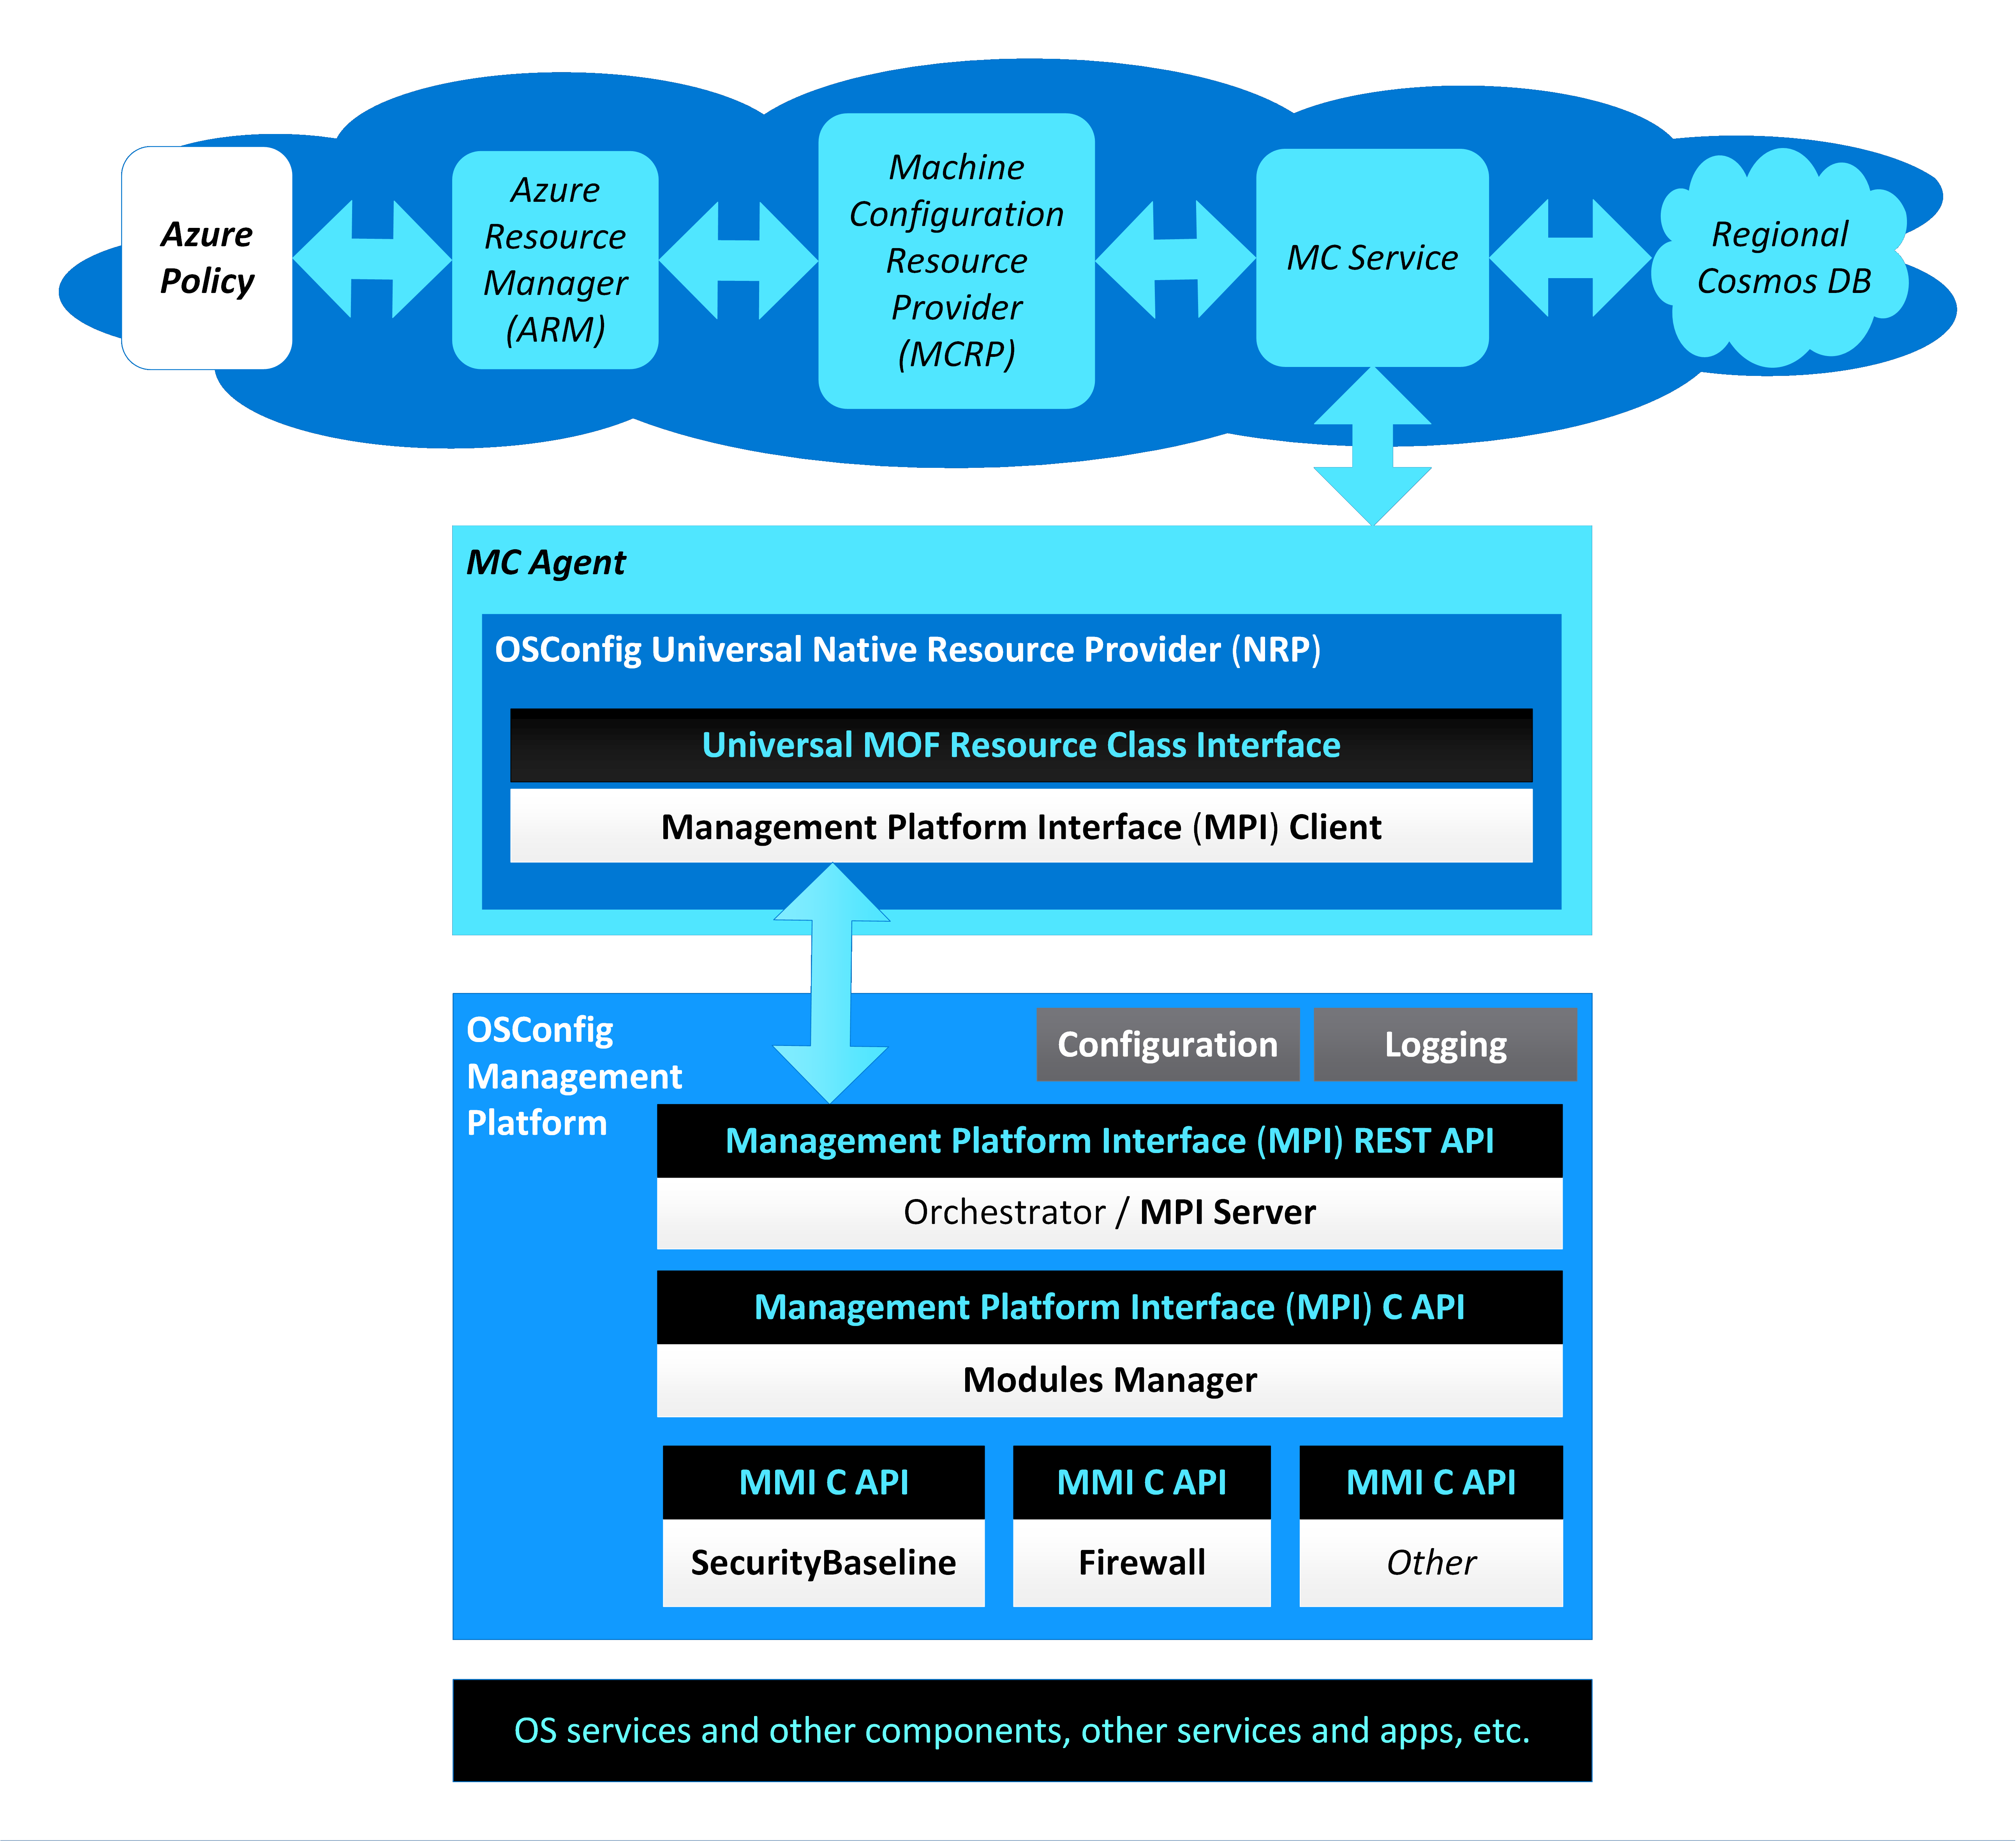 Azure
Policy
Azure
Resource
Manager
(ARM)
Machine
Configuration
Resource
Provider
(MCRP)
MC Service
Regional
Cosmos DB
MC Agent
OSConfig Universal Native Resource Provider (NRP)
Universal MOF Resource Class Interface
Management Platform Interface (MPI) Client
OSConfig
Management
Platform
Configuration
Logging
Management Platform Interface (MPI) REST API
Orchestrator / MPI Server
Management Platform Interface (MPI) C API
Modules Manager
MMI C API
SecurityBaseline
MMI C API
Firewall
MMI C API
Other
OS services and other components, other services and apps, etc.